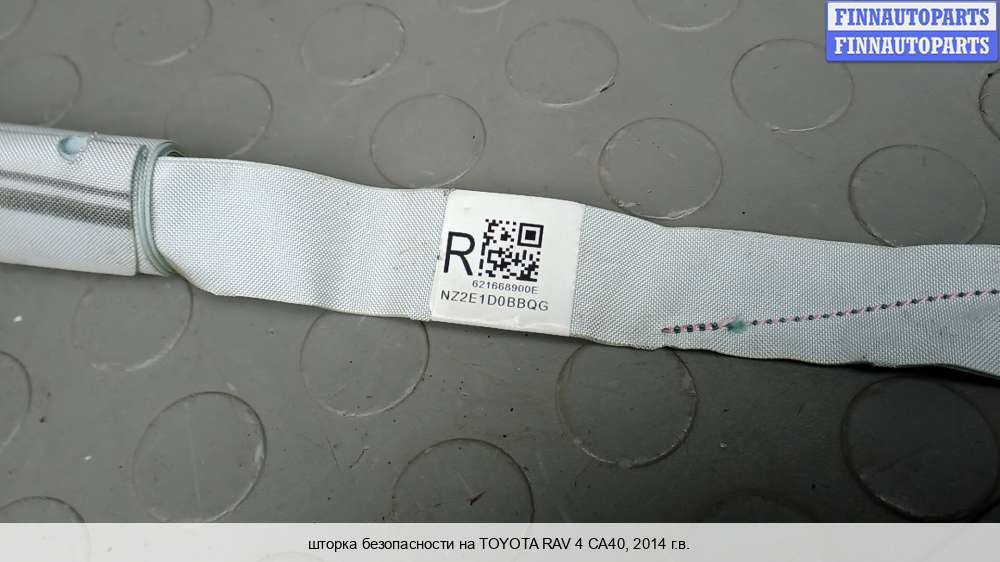 FINNAUTOPARTS
FINNAUTOPARTS
R
621668900E
NZ2E1D0BBQG
шторка безопасности на TOYOTA RAV 4 CA40, 2014 г.в.